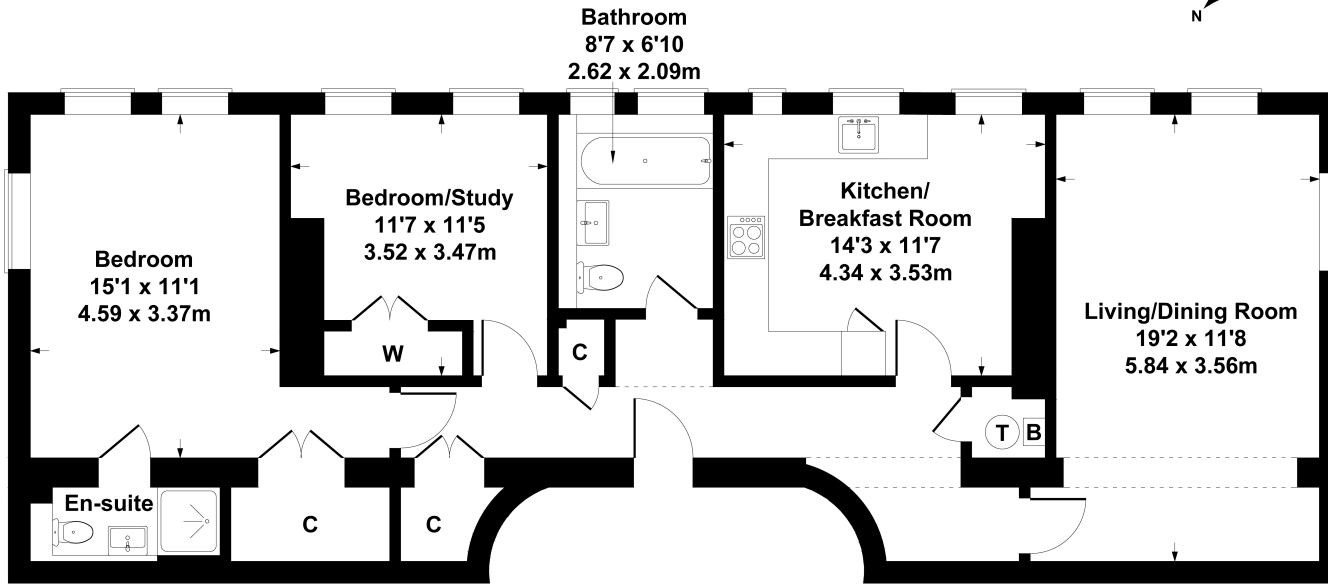 N
Bathroom
8'7 x 6'10
2.62 x 2.09m
Bedroom/Study
11'7 x 11'5
3.52 x 3.47m
Kitchen/
Breakfast Room
14'3 x 11'7
4.34 x 3.53m
Bedroom
15'1 x 11'1
4.59 x 3.37m
Living/Dining Room
19'2 x 11'8
5.84 x 3.56m
W
C
T
B
En-suite
C
C